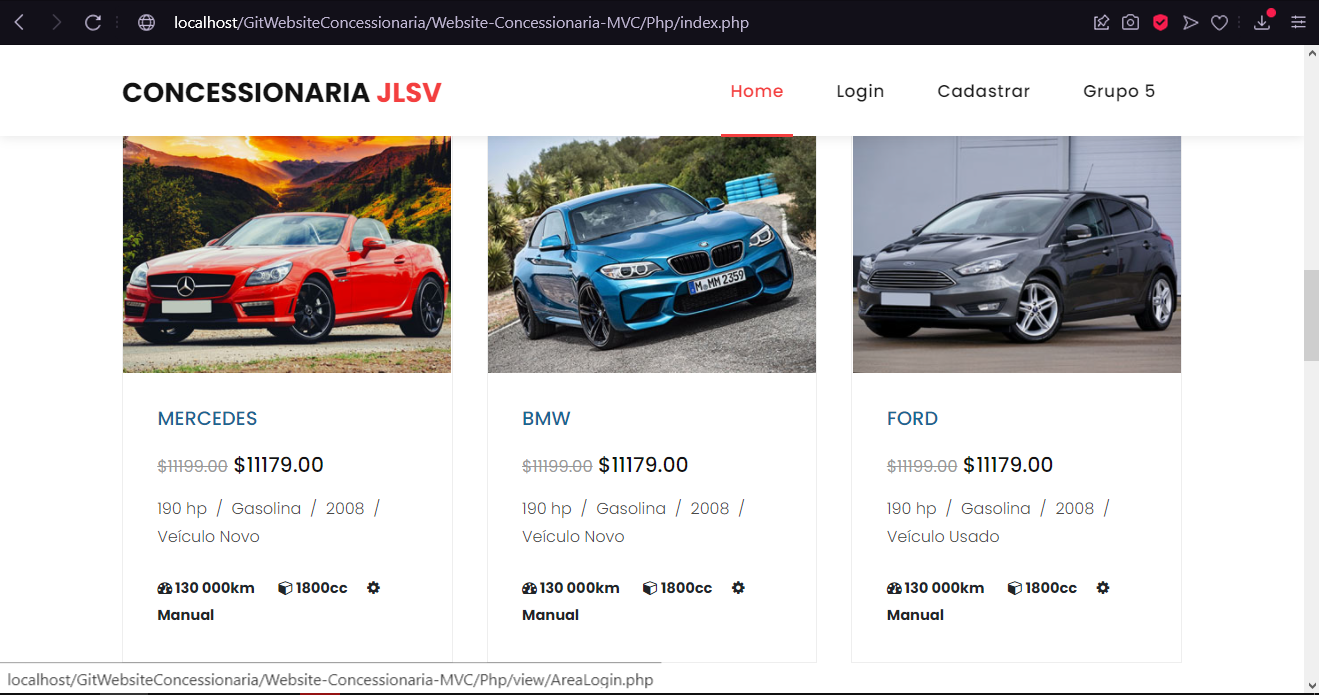 localhost/GitWebsiteConcessionaria/Website-Concessionaria-MVC/Php/index.php
CONCESSIONARIA JLSV
Home
Login
Cadastrar
Grupo 5
M MM 2359
MERCEDES
$11199.00 $11179.00
190 hp / Gasolina / 2008 /
Veículo Novo
130 000km 1800cc
Manual
BMW
$11199.00 $11179.00
190 hp / Gasolina / 2008 /
Veículo Novo
130 000km 1800cc
Manual
FORD
$11199.00 $11179.00
190 hp / Gasolina / 2008 /
Veículo Usado
130 000km 1800cc
Manual
localhost/GitWebsiteConcessionaria/Website-Concessionaria-MVC/Php/view/AreaLogin.php